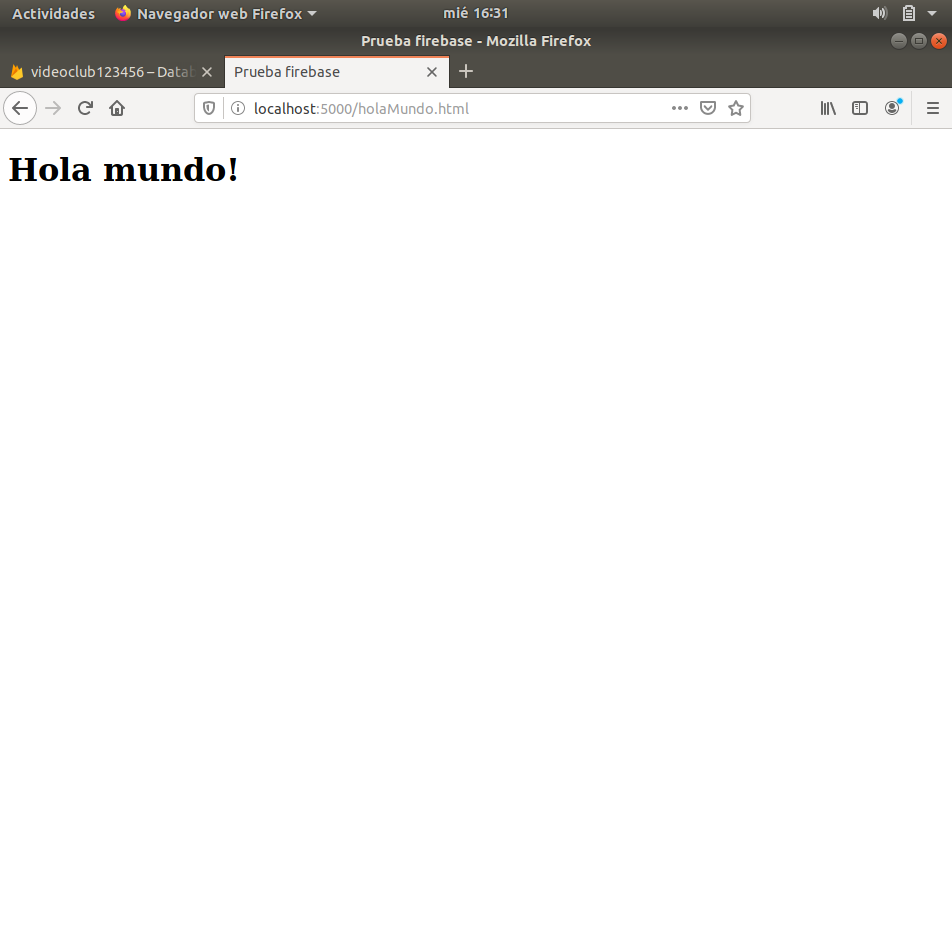 Actividades Navegador web Firefox mié 16:31
Prueba firebase - Mozilla Firefox
videoclub123456 – Datab Prueba firebase
localhost:5000/holaMundo.html
Hola mundo!